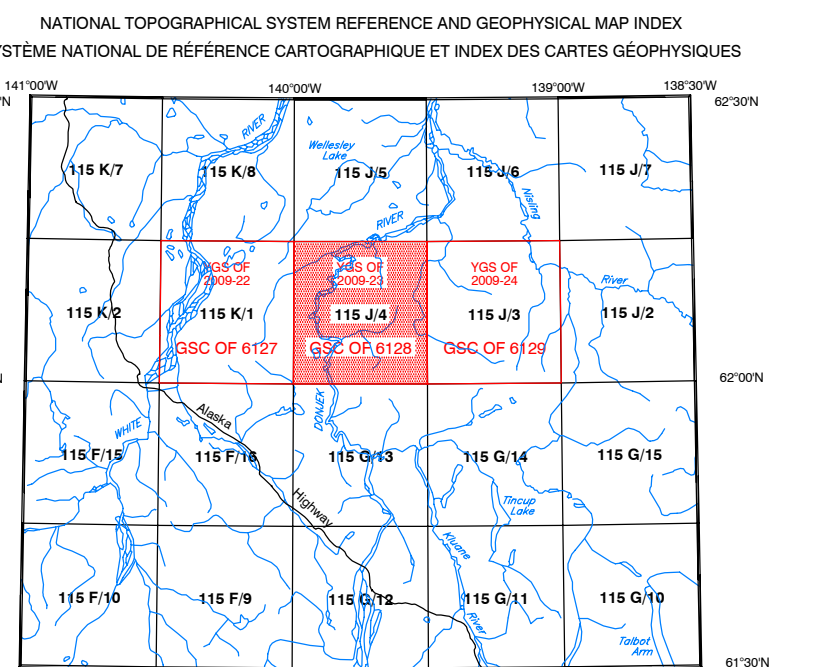 NATIONAL TOPOGRAPHICAL SYSTEM REFERENCE AND GEOPHYSICAL MAP INDEX
YSTÈME NATIONAL DE RÉFÉRENCE CARTOGRAPHIQUE ET INDEX DES CARTES GÉOPHYSIQUES
141°00'W
140°00'W
139°00'W
138°30'W
'N
62°30'N
RIVER
Wellesley
Lake
115 K/7
115 K/8
115 J/5
115 J/6
115 J/7
Nisling
RIVER
YGS OF
2009-22
YGS OF
2009-23
YGS OF
2009-24
River
115 K/2
115 K/1
115 J/4
115 J/3
115 J/2
GSC OF 6127
GSC OF 6128
GSC OF 6129
N
62°00'N
DONJEK
Alaska
WHITE
115 F/15
115 F/16
115 G/13
115 G/14
115 G/15
Highway
Tincup
Lake
Kluane
115 F/10
115 F/9
115 G/12
115 G/11
115 G/10
River
Talbot
Arm
61°30'N